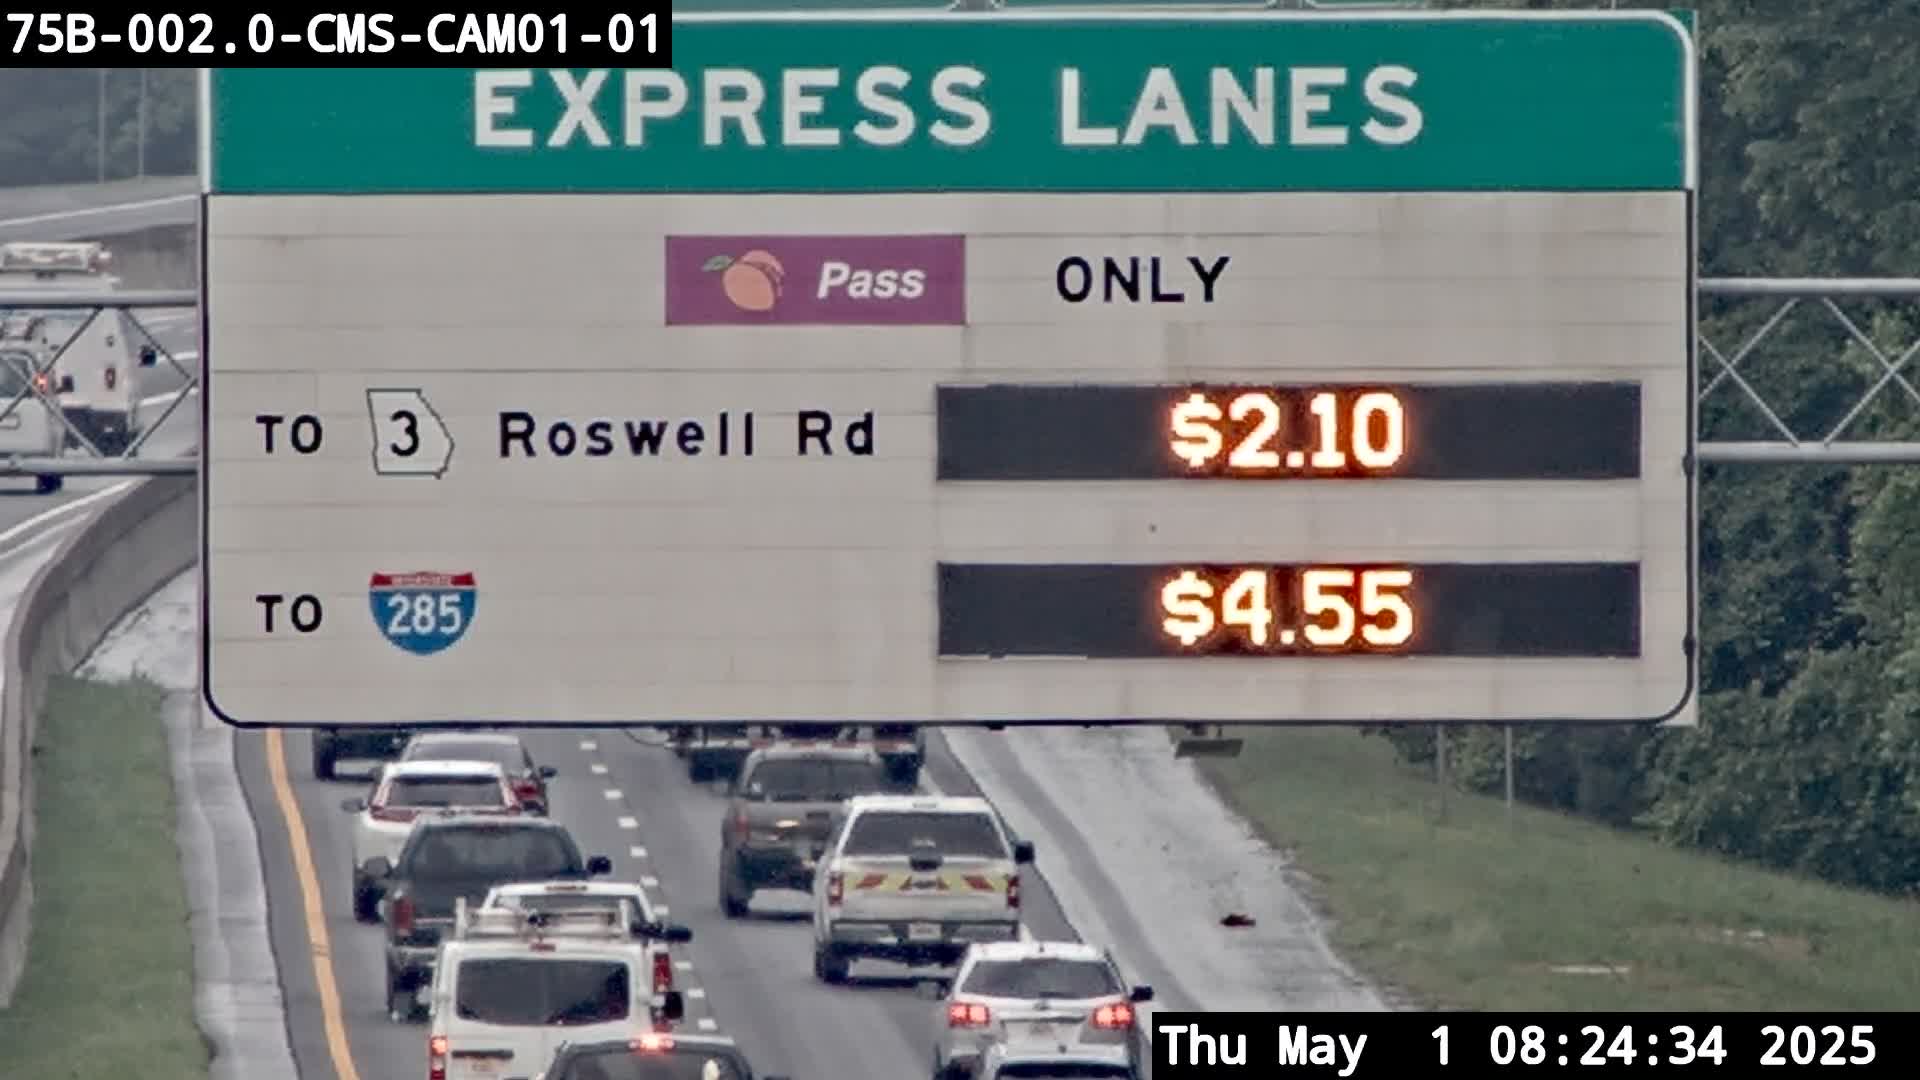 75B-002.0-CMS-CAM01-01
EXPRESS LANES
Pass ONLY
TO 3 Roswell Rd $2.10
TO INTERSTATE 285 $4.55
Thu May 1 08:24:34 2025